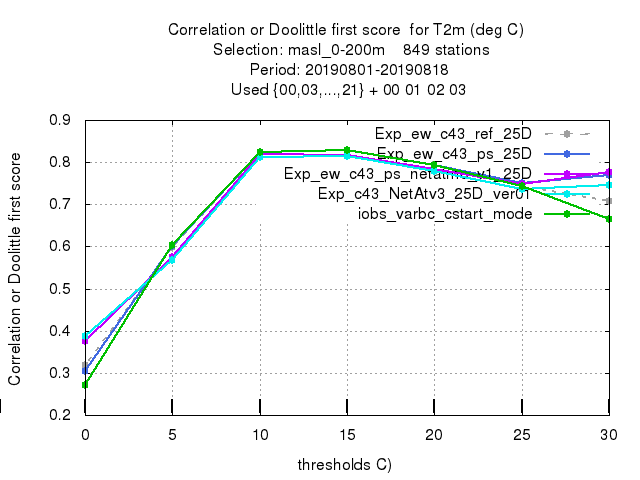 Correlation or Doolittle first score  for T2m (deg C)
Selection: masl_0-200m    849 stations
Period: 20190801-20190818
Used {00,03,...,21} + 00 01 02 03
Correlation or Doolittle first score
0.9
0.8
0.7
0.6
0.5
0.4
0.3
0.2
Exp_ew_c43_ref_25D
Exp_ew_c43_ps_25D
25D
Exp_c43_NetAtv3_25D_ver01
iobs_varbc_cstart_mode
0 5 10 15 20 25 30
thresholds C)